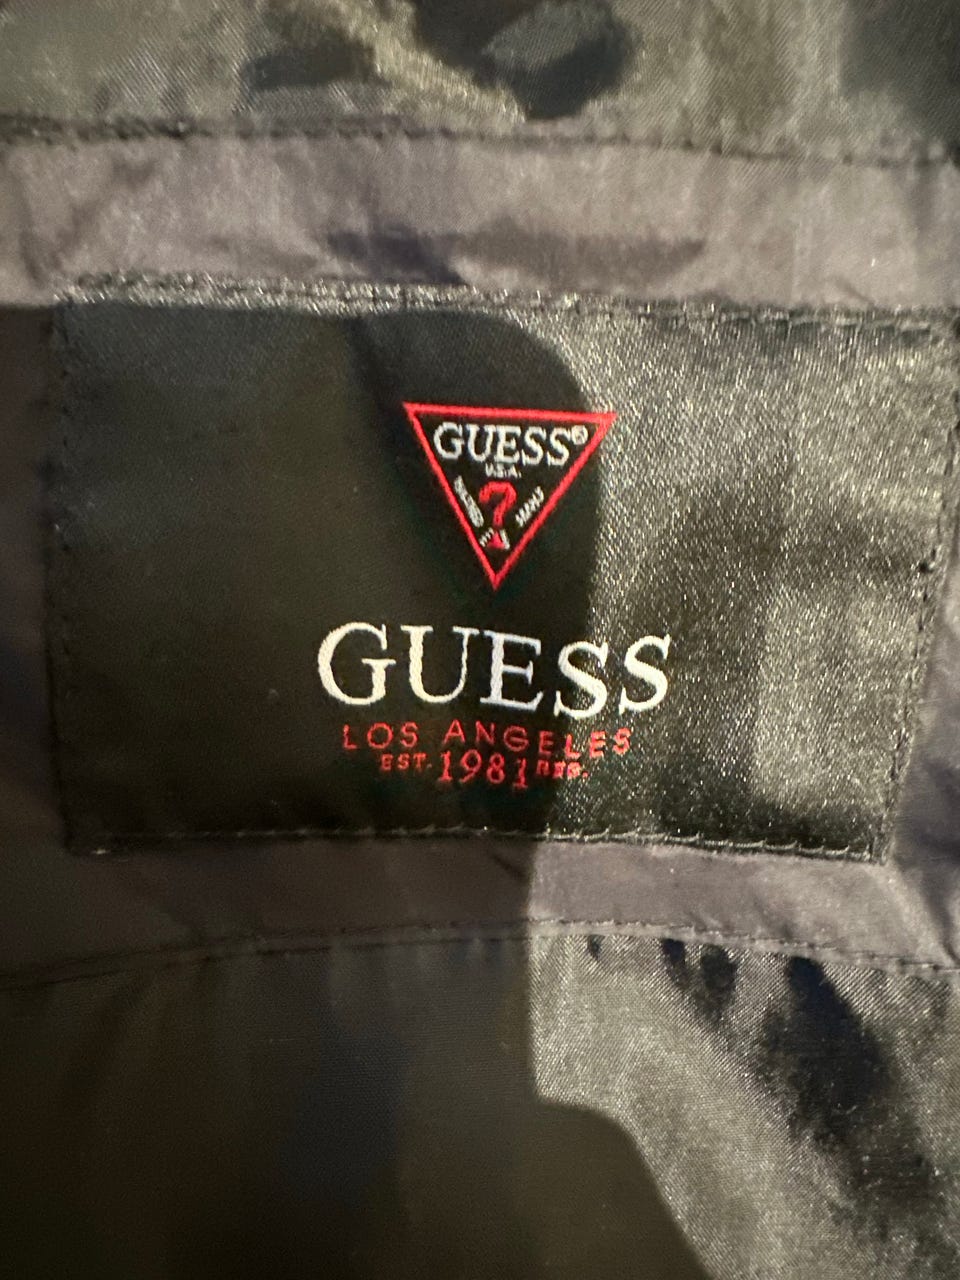 GUESS®
U.S.A.
?
GUESS
LOS ANGELES
EST. 1981 REG.